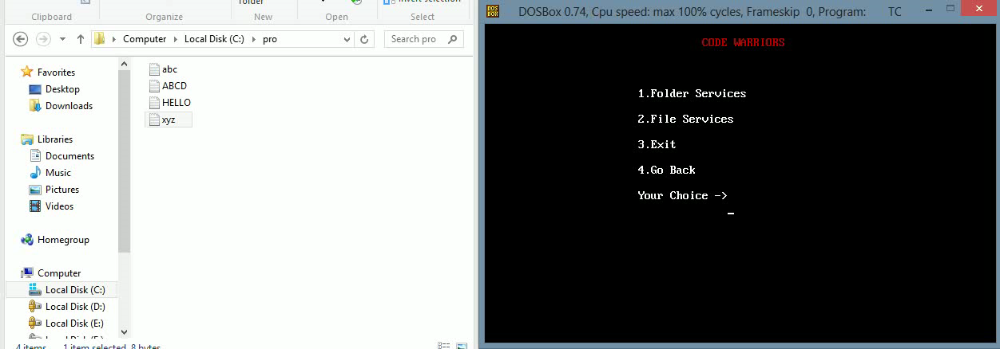 Folder
Invert selection
Clipboard
Organize
New
Open
Select
Computer
Local Disk (C:)
pro
Search pro
Favorites
Desktop
Downloads
Libraries
Documents
Music
Pictures
Videos
Homegroup
Computer
Local Disk (C:)
Local Disk (D:)
Local Disk (E:)
abc
ABCD
HELLO
xyz
4 items 1 item selected 8 bytes
DOS BOX
DOSBox 0.74, Cpu speed: max 100% cycles, Frameskip 0, Program: TC
CODE WARRIORS
1.Folder Services
2.File Services
3.Exit
4.Go Back
Your Choice ->